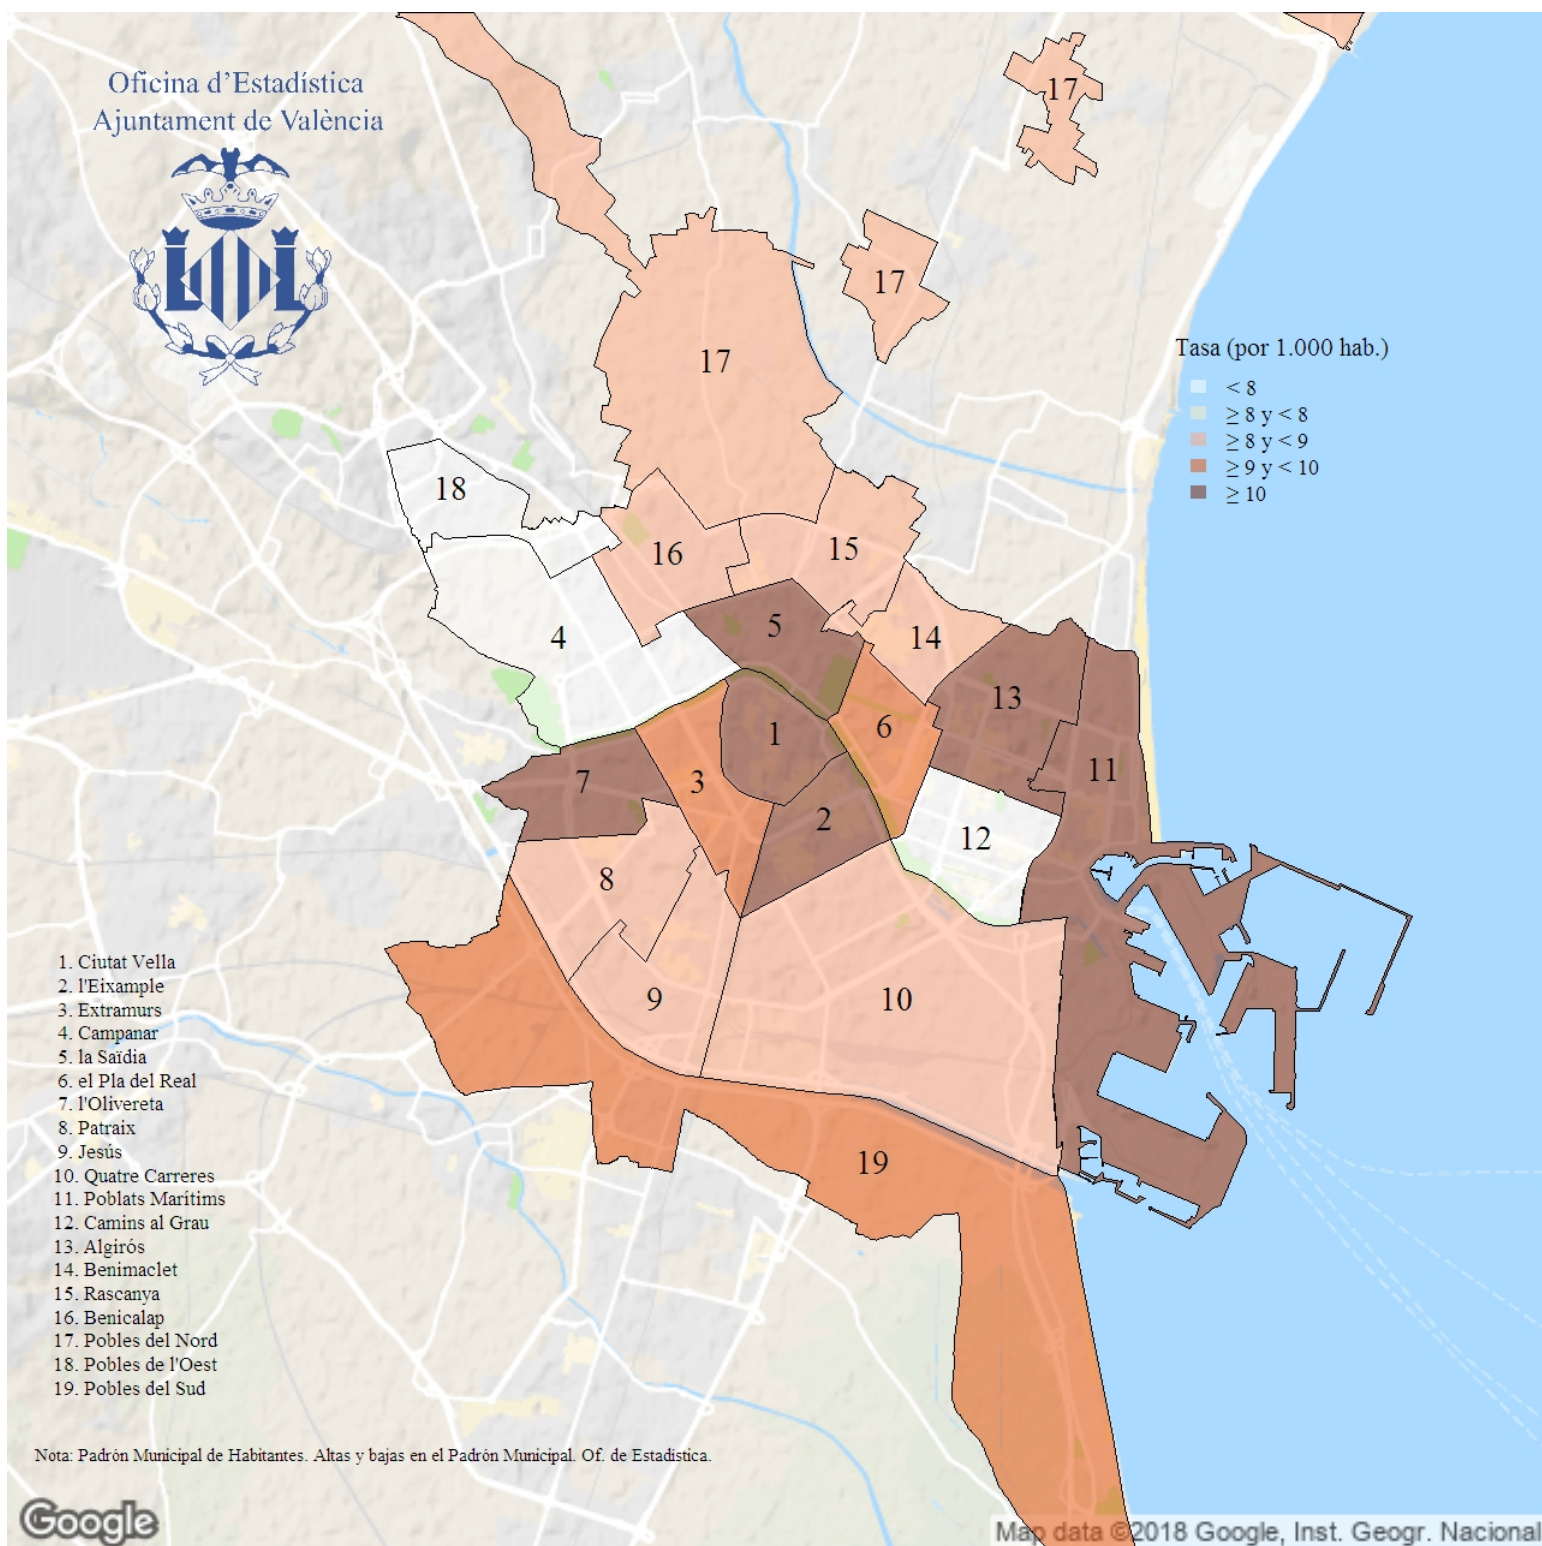 Oficina d'Estadística
Ajuntament de València
17
17
17
Tasa (por 1.000 hab.)
< 8
≥ 8 y < 8
≥ 8 y < 9
≥ 9 y < 10
≥ 10
18
16
15
4
5
14
13
1
6
11
7
3
2
12
8
9
10
19
1. Ciutat Vella
2. l'Eixample
3. Extramurs
4. Campanar
5. la Saïdia
6. el Pla del Real
7. l'Olivereta
8. Patraix
9. Jesús
10. Quatre Carreres
11. Poblats Marítims
12. Camins al Grau
13. Algirós
14. Benimaclet
15. Rascanya
16. Benicalap
17. Pobles del Nord
18. Pobles de l'Oest
19. Pobles del Sud
Nota: Padrón Municipal de Habitantes. Altas y bajas en el Padrón Municipal. Of. de Estadística.
Google
Map data ©2018 Google, Inst. Geogr. Nacional